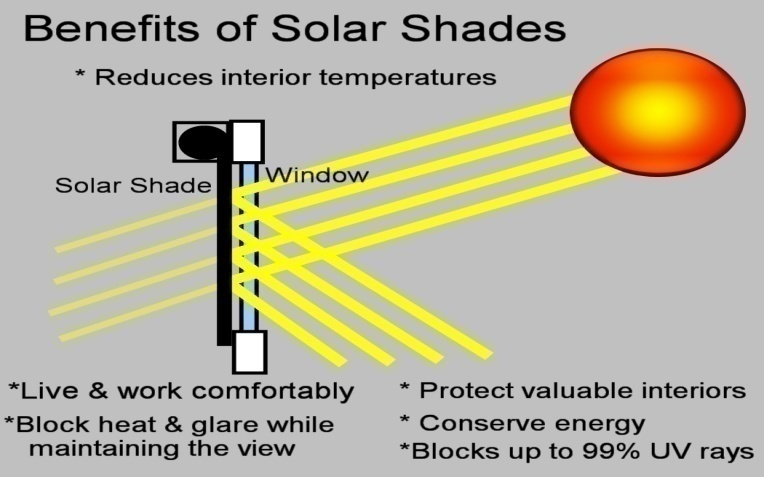 Benefits of Solar Shades
* Reduces interior temperatures
Window
Solar Shade
*Live & work comfortably
*Block heat & glare while
maintaining the view
* Protect valuable interiors
* Conserve energy
*Blocks up to 99% UV rays